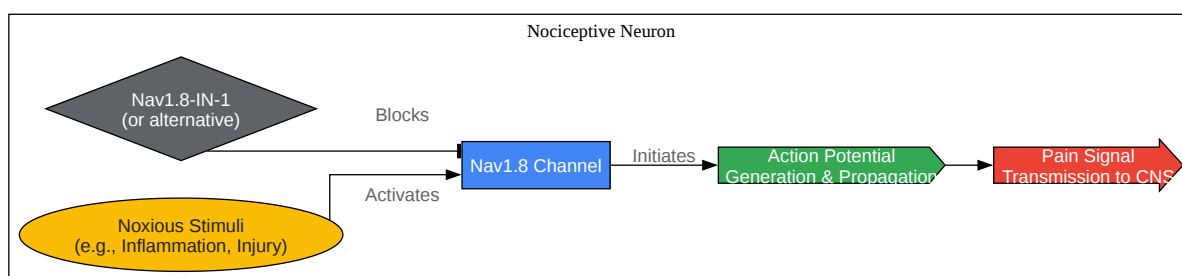 Nociceptive Neuron
Nav1.8-IN-1
(or alternative)
Blocks
Nav1.8 Channel
Initiates
Action Potential
Generation & Propagation
Pain Signal
Transmission to CNS
Activates
Noxious Stimuli
(e.g., Inflammation, Injury)